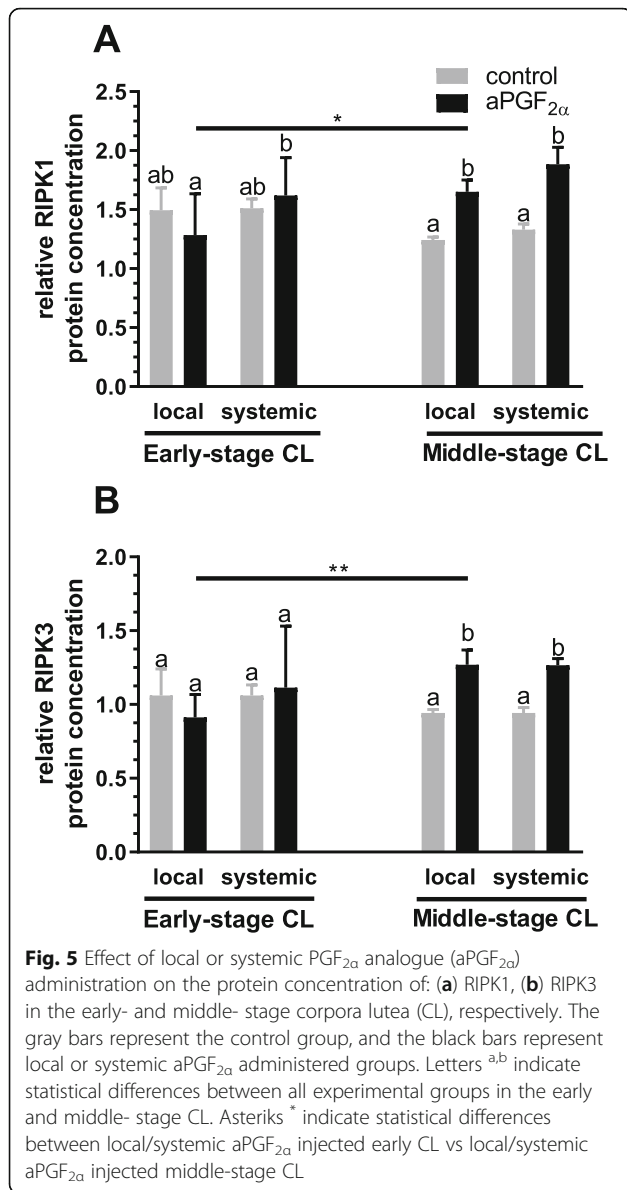 A
control
aPGF2α
relative RIPK1
protein concentration
2.5
2.0
1.5
1.0
0.5
0.0
*
ab
a
ab
b
a
b
a
b
local
systemic
local
systemic
Early-stage CL
Middle-stage CL
B
relative RIPK3
protein concentration
2.0
1.5
1.0
0.5
0.0
**
a
a
a
a
a
b
a
b
local
systemic
local
systemic
Early-stage CL
Middle-stage CL
Fig. 5 Effect of local or systemic PGF2α analogue (aPGF2α)
administration on the protein concentration of: (a) RIPK1, (b) RIPK3
in the early- and middle- stage corpora lutea (CL), respectively. The
gray bars represent the control group, and the black bars represent
local or systemic aPGF2α administered groups. Letters a,b indicate
statistical differences between all experimental groups in the early
and middle- stage CL. Asteriks * indicate statistical differences
between local/systemic aPGF2α injected early CL vs local/systemic
aPGF2α injected middle-stage CL